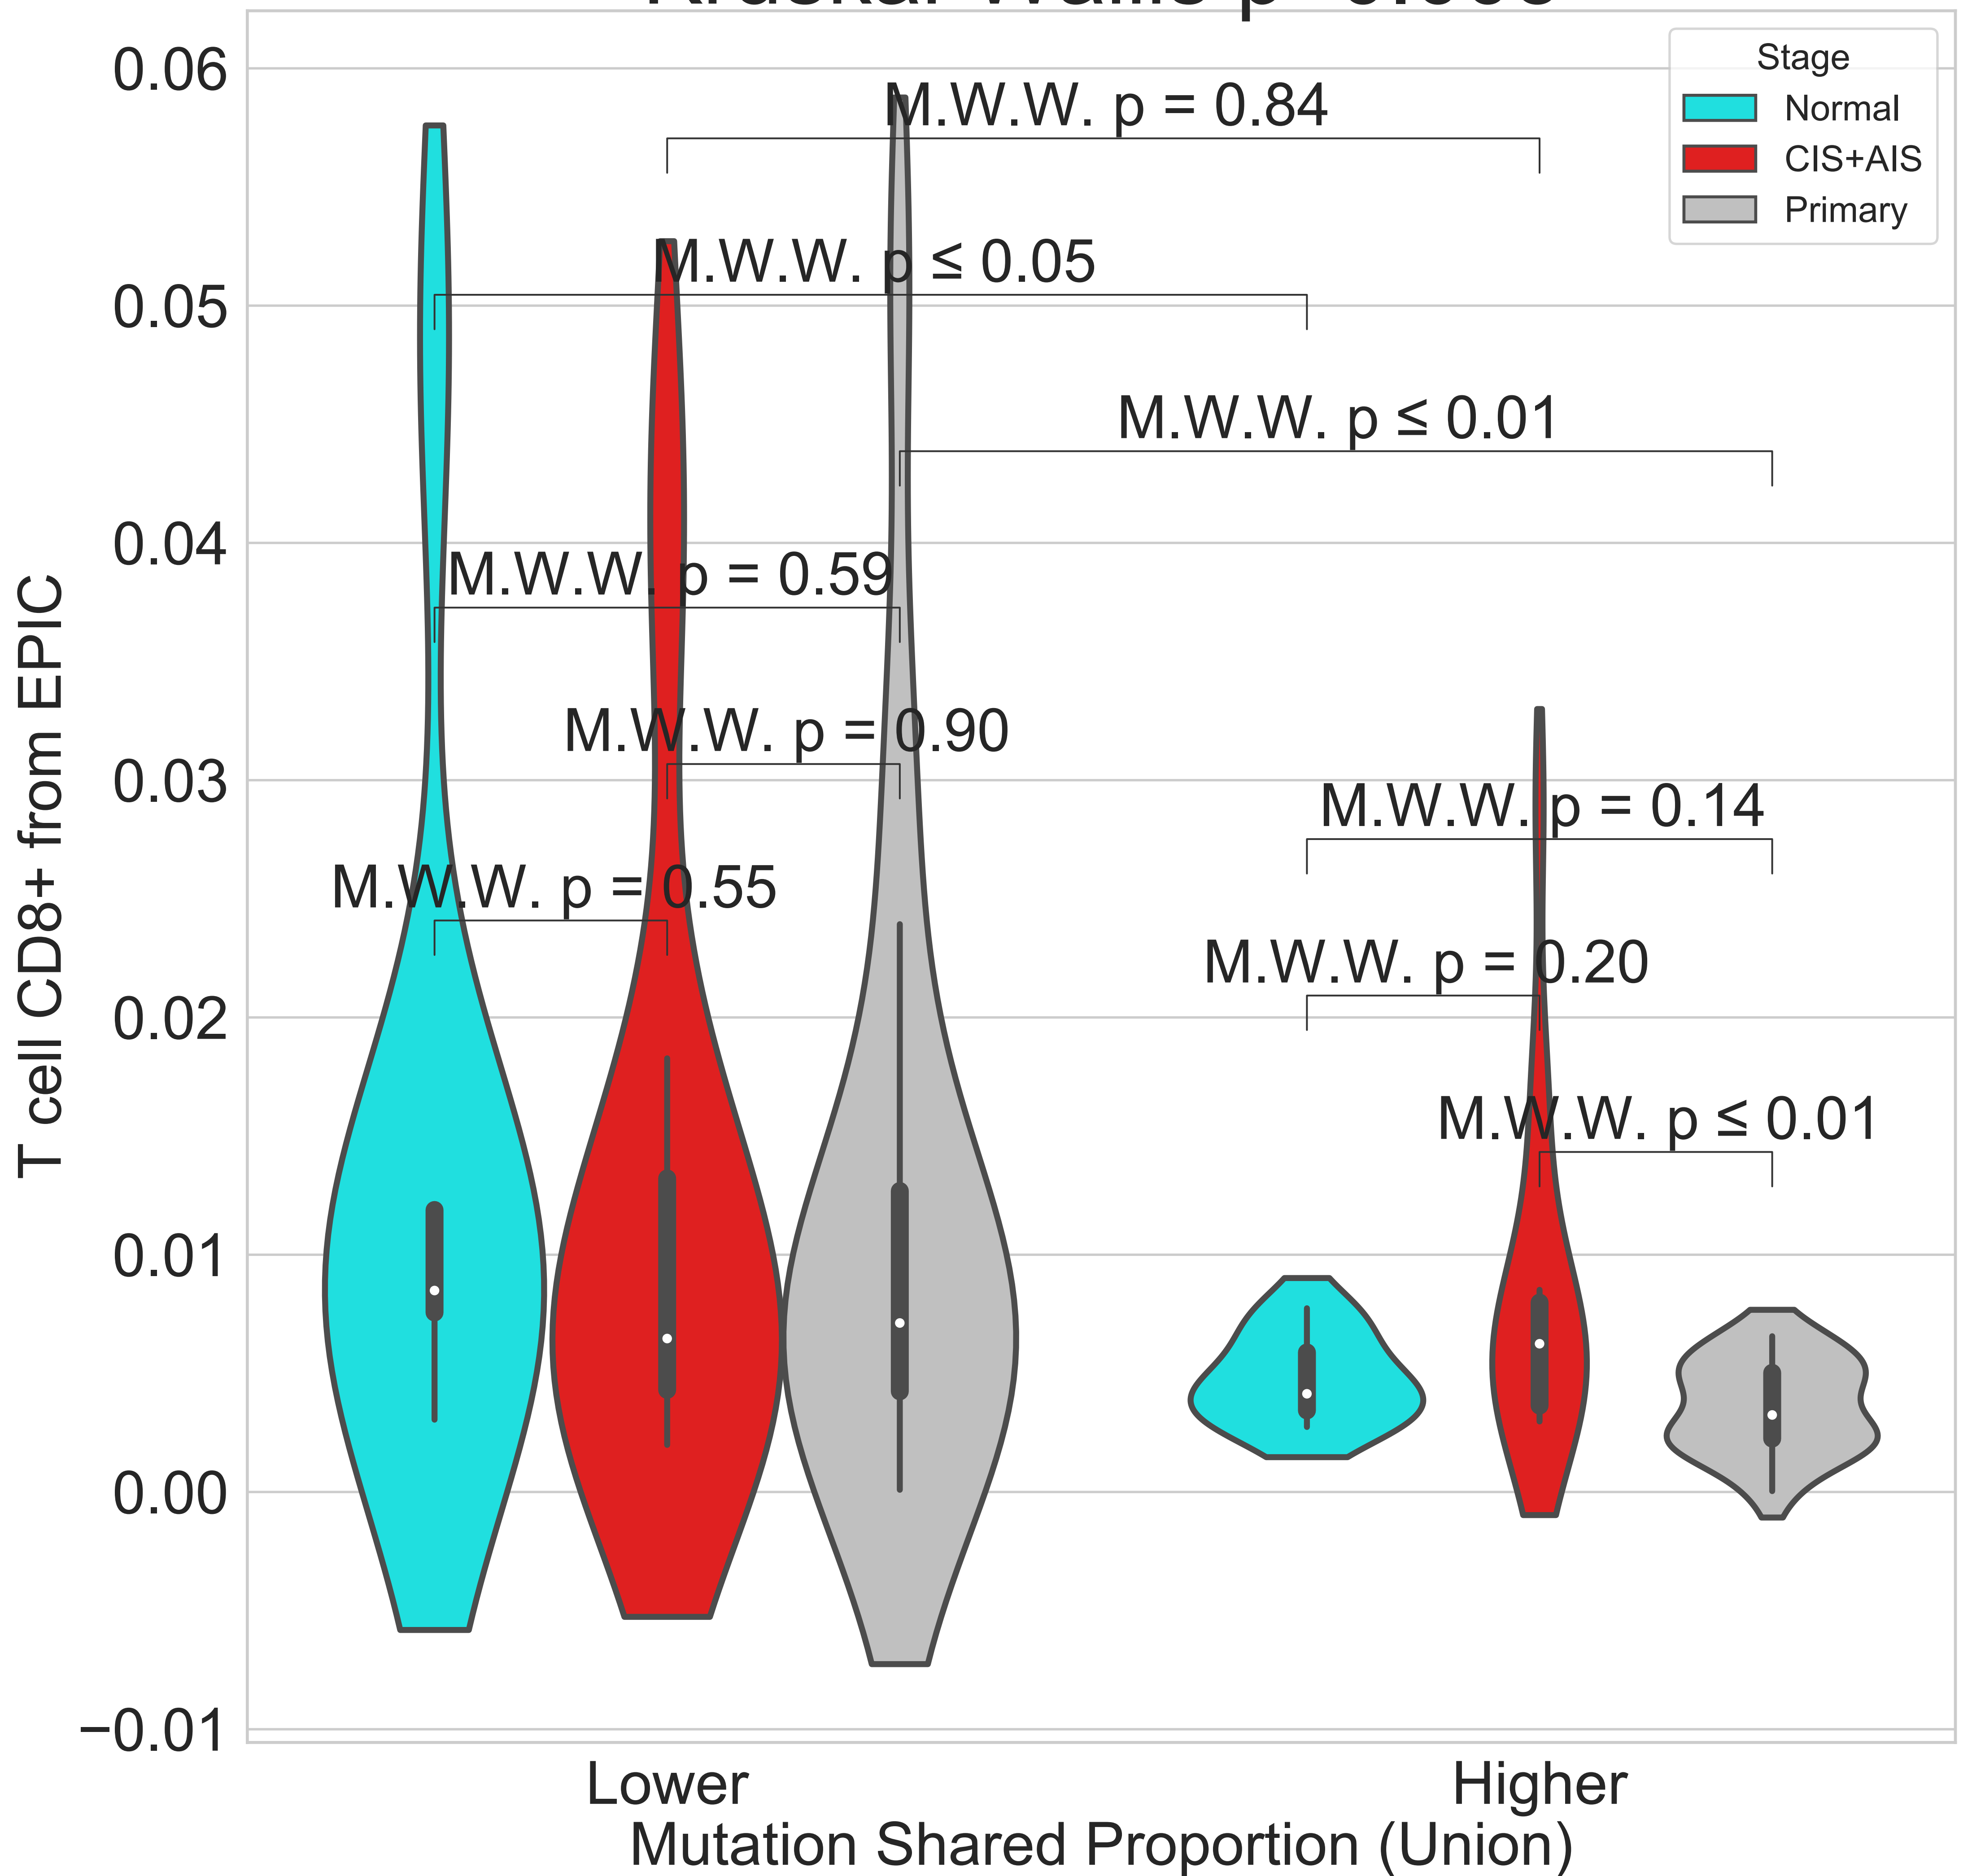 Stage
Normal
CIS+AIS
Primary
0.06
0.05
0.04
0.03
0.02
0.01
0.00
−0.01
T cell CD8+ from EPIC
M.W.W. p = 0.84
M.W.W. p ≤ 0.05
M.W.W. p ≤ 0.01
M.W.W. p = 0.59
M.W.W. p = 0.90
M.W.W. p = 0.14
M.W.W. p = 0.55
M.W.W. p = 0.20
M.W.W. p ≤ 0.01
Lower
Higher
Mutation Shared Proportion (Union)